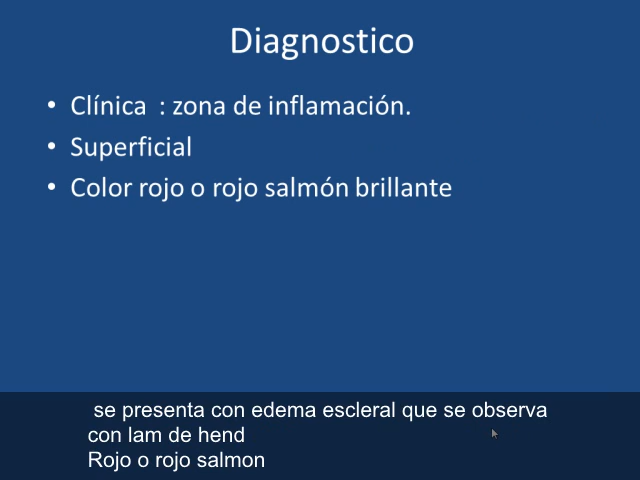 Diagnostico
• Clínica : zona de inflamación.
• Superficial
• Color rojo o rojo salmón brillante
se presenta con edema escleral que se observa
con lam de hend
Rojo o rojo salmon